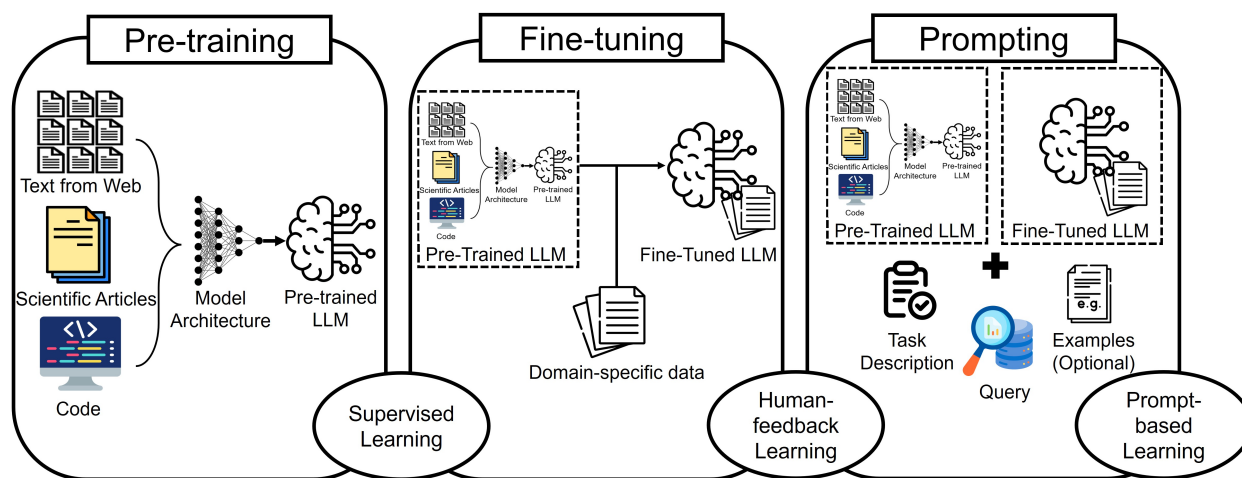 Pre-training
Text from Web
Scientific Articles
</>
Code
Model
Architecture
Pre-trained
LLM
Supervised
Learning
Fine-tuning
Text from Web
Scientific Articles
</>
Code
Model
Architecture
Pre-trained
LLM
Pre-Trained LLM
Fine-Tuned LLM
Domain-specific data
Human-
feedback
Learning
Prompting
Text from Web
Scientific Articles
</>
Code
Model
Architecture
Pre-trained
LLM
Pre-Trained LLM
Fine-Tuned LLM
+
Task
Description
Query
e.g.
Examples
(Optional)
Prompt-
based
Learning